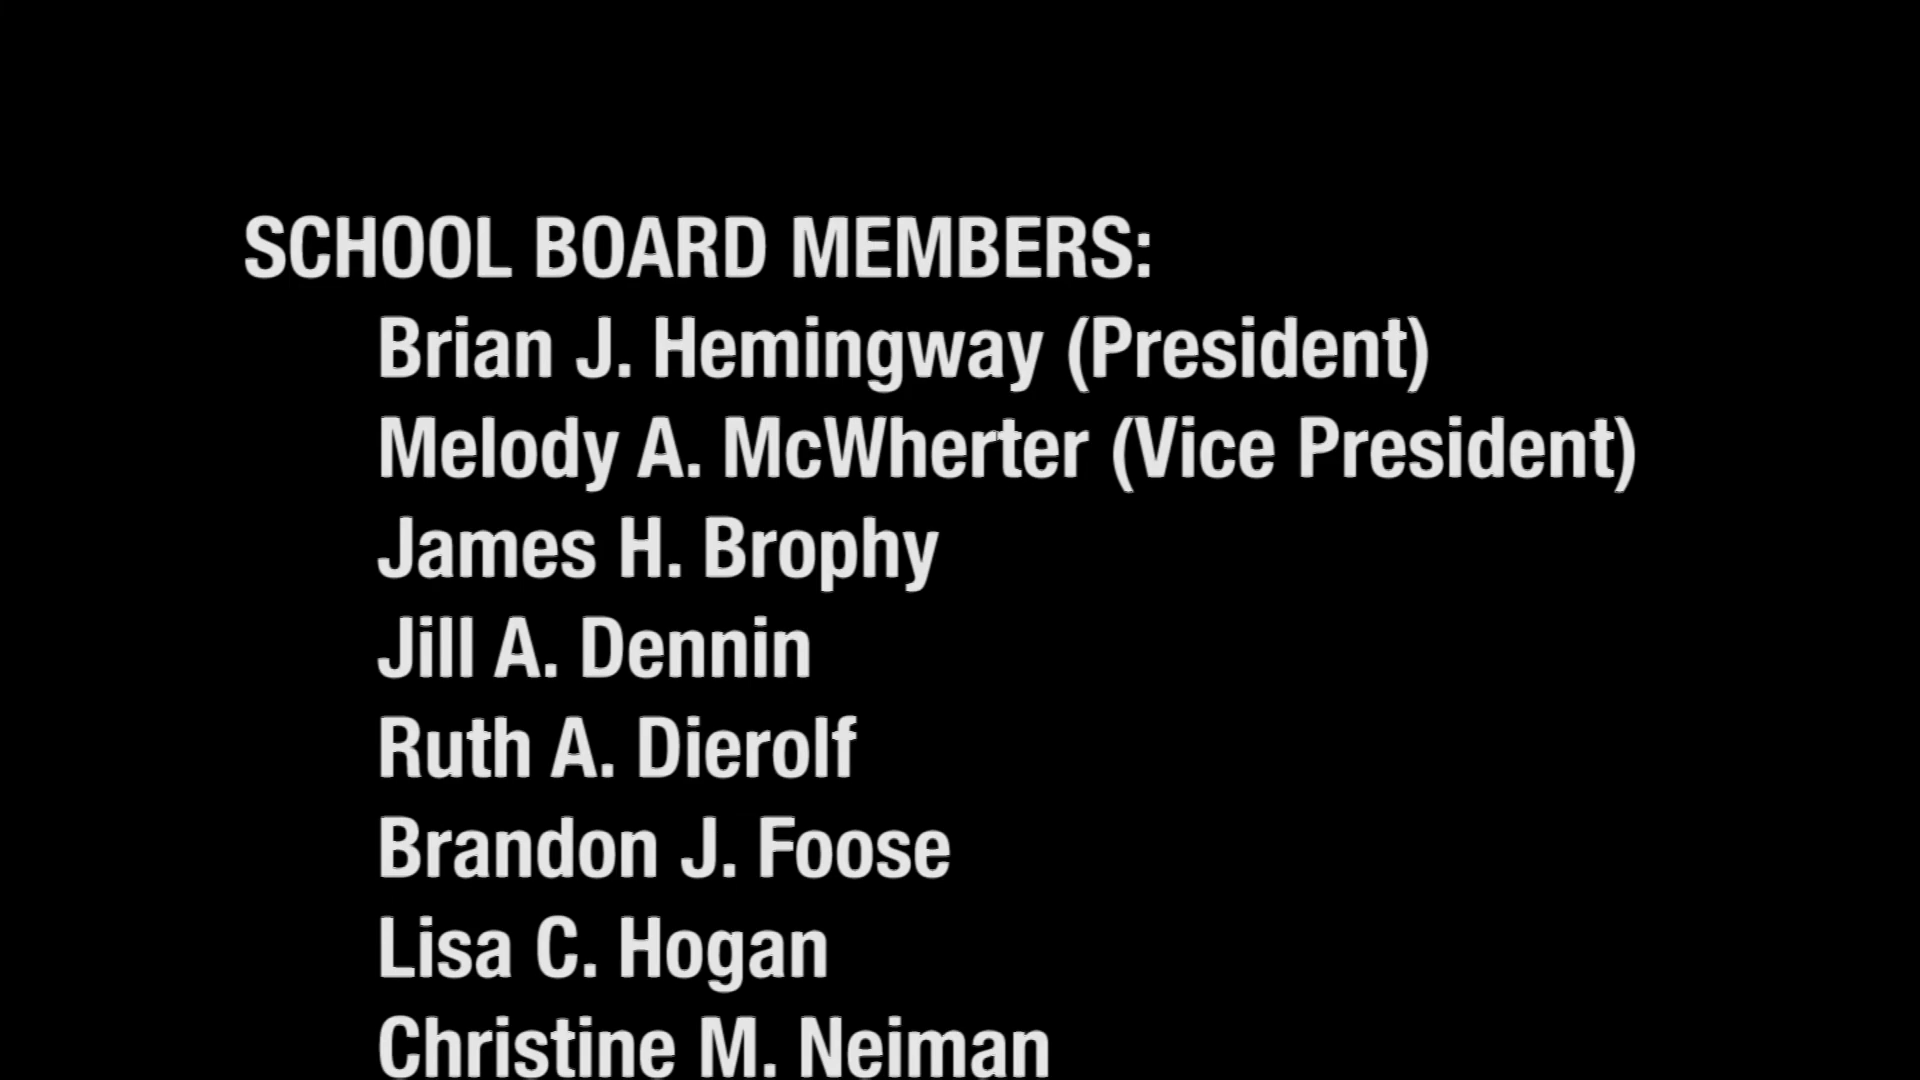 SCHOOL BOARD MEMBERS:
Brian J. Hemingway (President)
Melody A. McWherter (Vice President)
James H. Brophy
Jill A. Dennin
Ruth A. Dierolf
Brandon J. Foose
Lisa C. Hogan
Christine M. Neiman